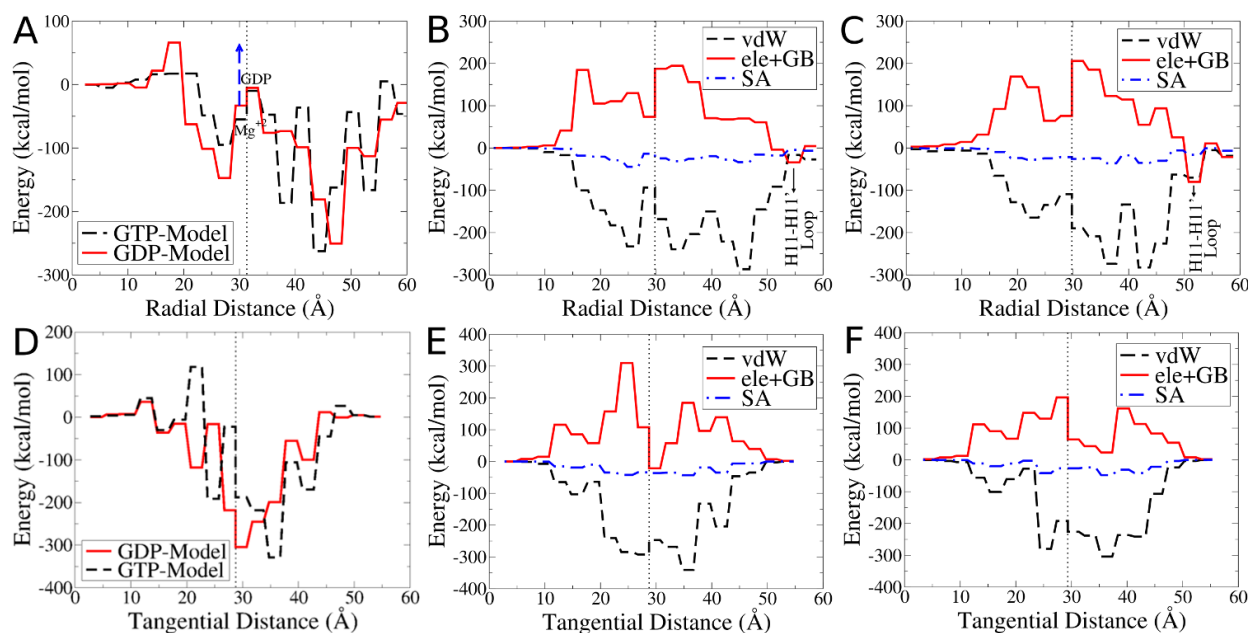 A
Energy (kcal/mol)
100
0
-100
-200
300
0 10 20 30 40 50 60
Radial Distance (Å)
GDP
Mg+2
GTP-Model
GDP-Model
B
Energy (kcal/mol)
300
200
100
0
-100
200
300
0 10 20 30 40 50 60
Radial Distance (Å)
vdW
ele+GB
SA
H11-H11'
Loop
C
Energy (kcal/mol)
300
200
100
0
-100
200
300
0 10 20 30 40 50 60
Radial Distance (Å)
vdW
ele+GB
SA
H11-H11'
Loop
D
Energy (kcal/mol)
200
100
0
-100
-200
-300
-400
0 10 20 30 40 50 60
Tangential Distance (Å)
GDP-Model
GTP-Model
E
Energy (kcal/mol)
400
300
200
100
0
-100
-200
-300
-400
0 10 20 30 40 50 60
Tangential Distance (Å)
vdW
ele+GB
SA
F
Energy (kcal/mol)
400
300
200
100
0
-100
-200
-300
-400
0 10 20 30 40 50 60
Tangential Distance (Å)
vdW
ele+GB
SA